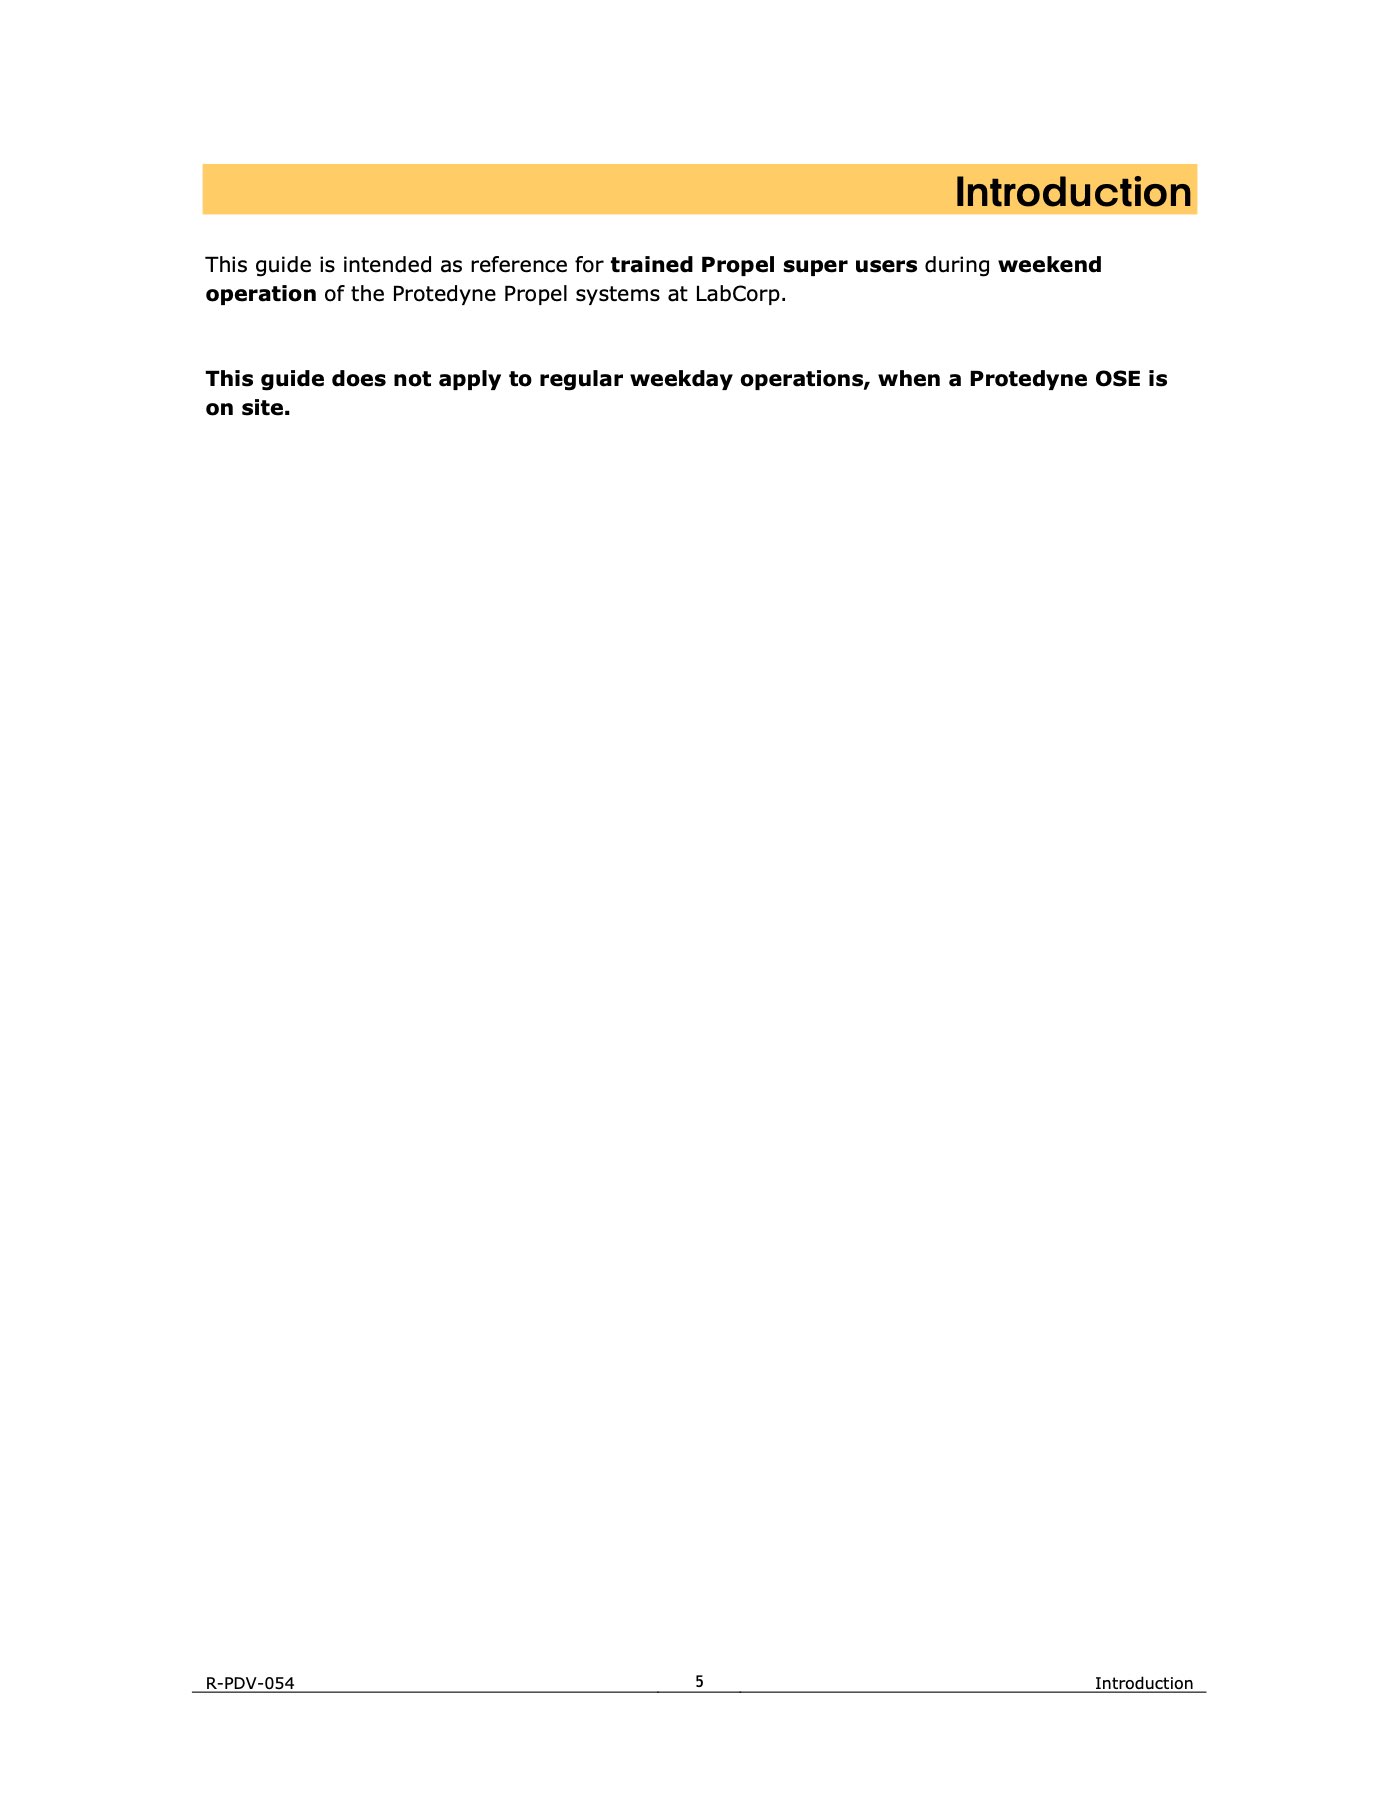 Introduction
This guide is intended as reference for trained Propel super users during weekend
operation of the Protedyne Propel systems at LabCorp.
This guide does not apply to regular weekday operations, when a Protedyne OSE is
on site.
R-PDV-054 5 Introduction